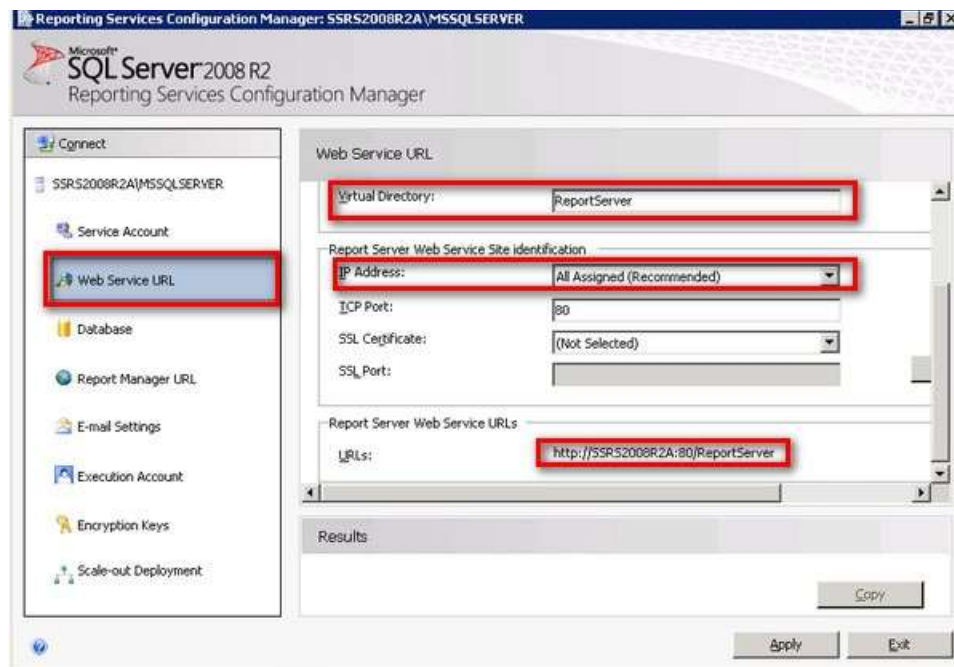 Reporting Services Configuration Manager: SSRS2008R2A\MSSQLSERVER
Microsoft
SQL Server 2008 R2
Reporting Services Configuration Manager
Connect
SSRS2008R2A\MSSQLSERVER
Service Account
Web Service URL
Database
Report Manager URL
E-mail Settings
Execution Account
Encryption Keys
Scale-out Deployment
Web Service URL
Virtual Directory: ReportServer
Report Server Web Service Site identification
IP Address: All Assigned (Recommended)
TCP Port: 80
SSL Certificate: (Not Selected)
SSL Port:
Report Server Web Service URLs
URLs: http://SSRS2008R2A:80/ReportServer
Results
Copy
Apply
Exit